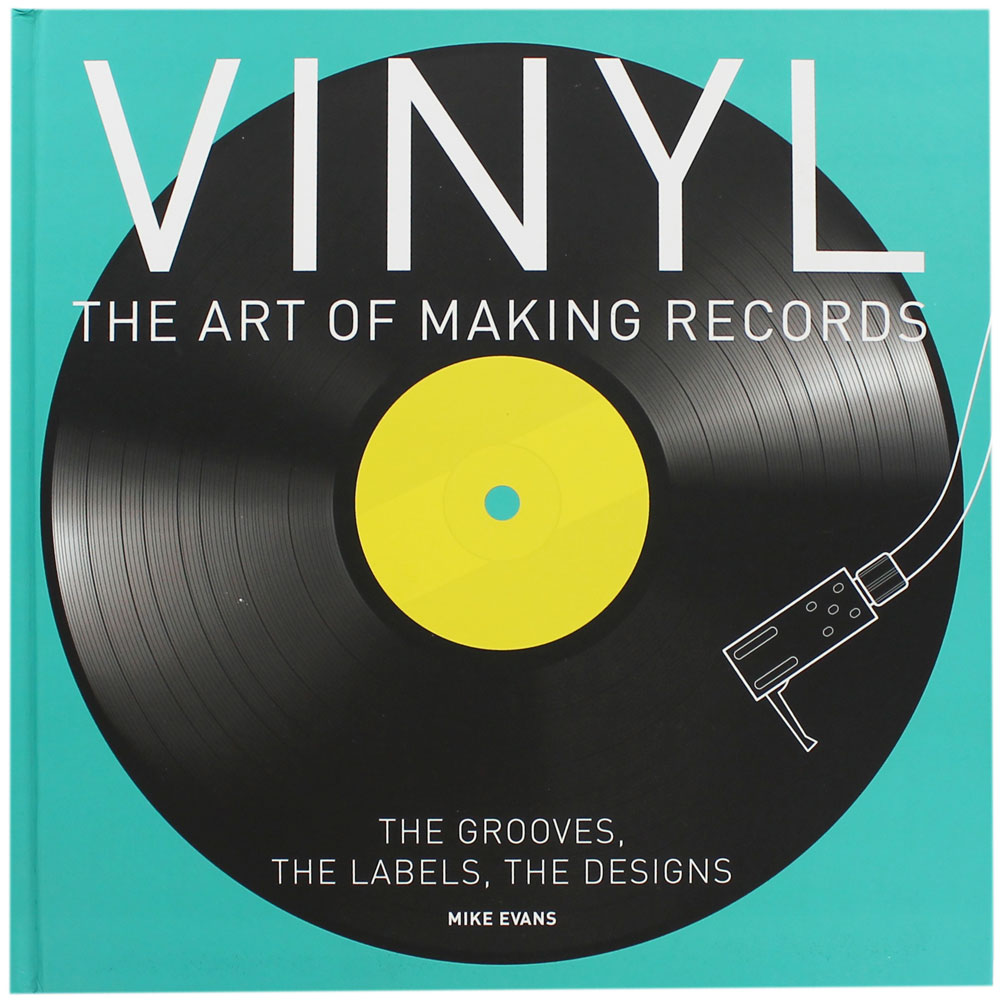 VINYL
THE ART OF MAKING RECORDS
THE GROOVES,
THE LABELS, THE DESIGNS
MIKE EVANS